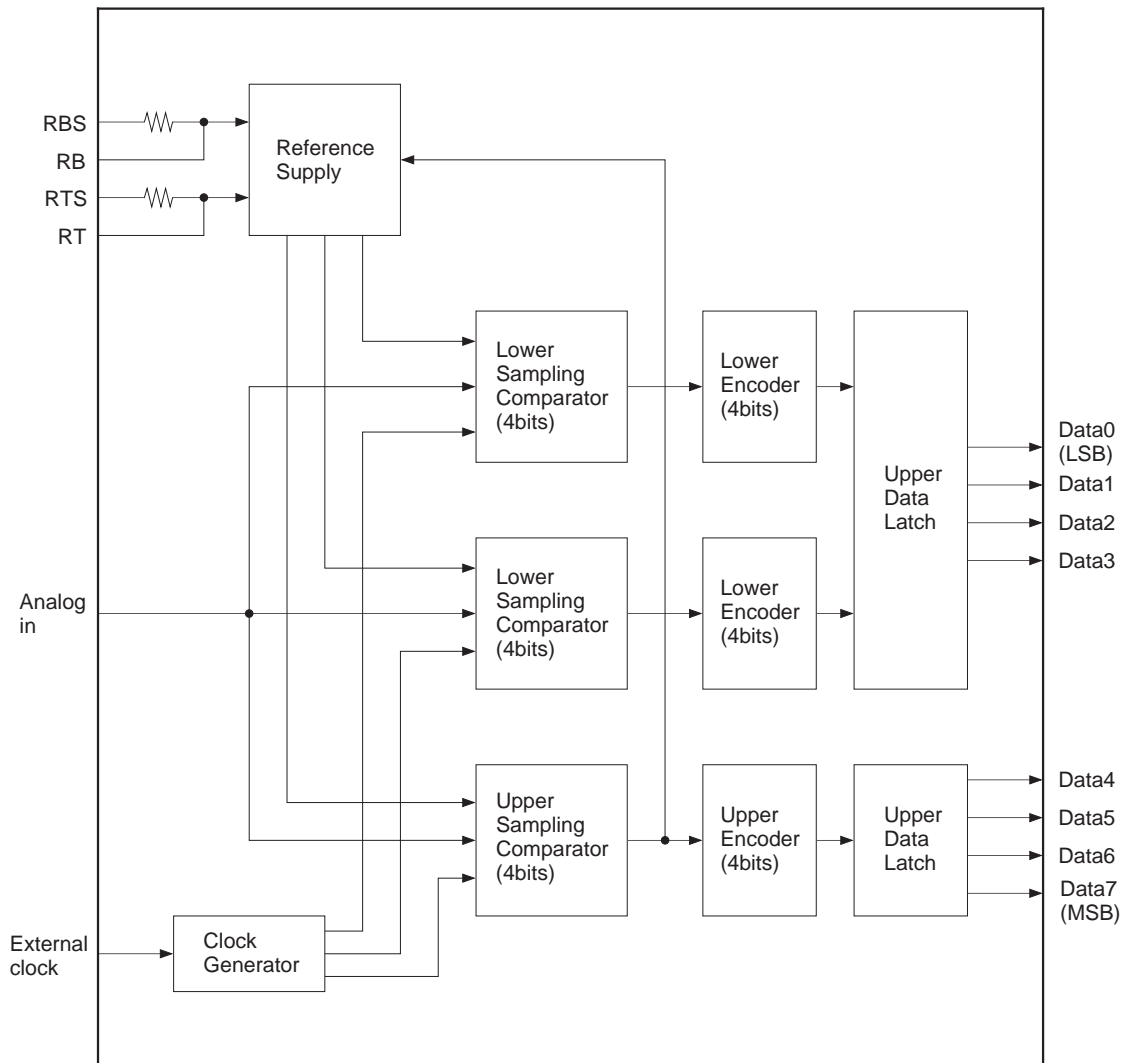 RBS
RB
RTS
RT
Reference
Supply
Lower
Sampling
Comparator
(4bits)
Lower
Encoder
(4bits)
Upper
Data
Latch
Data0
(LSB)
Data1
Data2
Data3
Analog
in
Lower
Sampling
Comparator
(4bits)
Lower
Encoder
(4bits)
Upper
Sampling
Comparator
(4bits)
Upper
Encoder
(4bits)
Upper
Data
Latch
Data4
Data5
Data6
Data7
(MSB)
External
clock
Clock
Generator